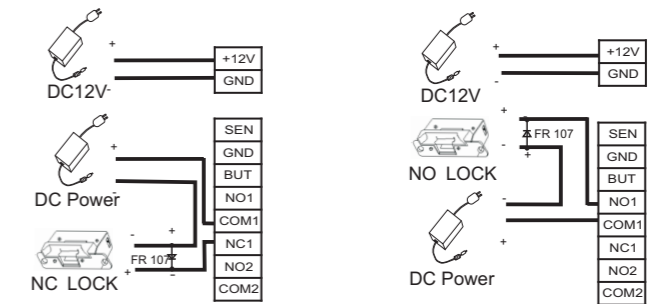 +
+12V
GND
DC12V-
+
DC Power
-
SEN
GND
BUT
NO1
COM1
NC1
NO2
COM2
-
+
FR 107
+
-
NC LOCK
+
+12V
GND
-
DC12V
+
FR 107
-
+
NO LOCK
SEN
GND
BUT
NO1
COM1
NC1
NO2
COM2
-
+
DC Power